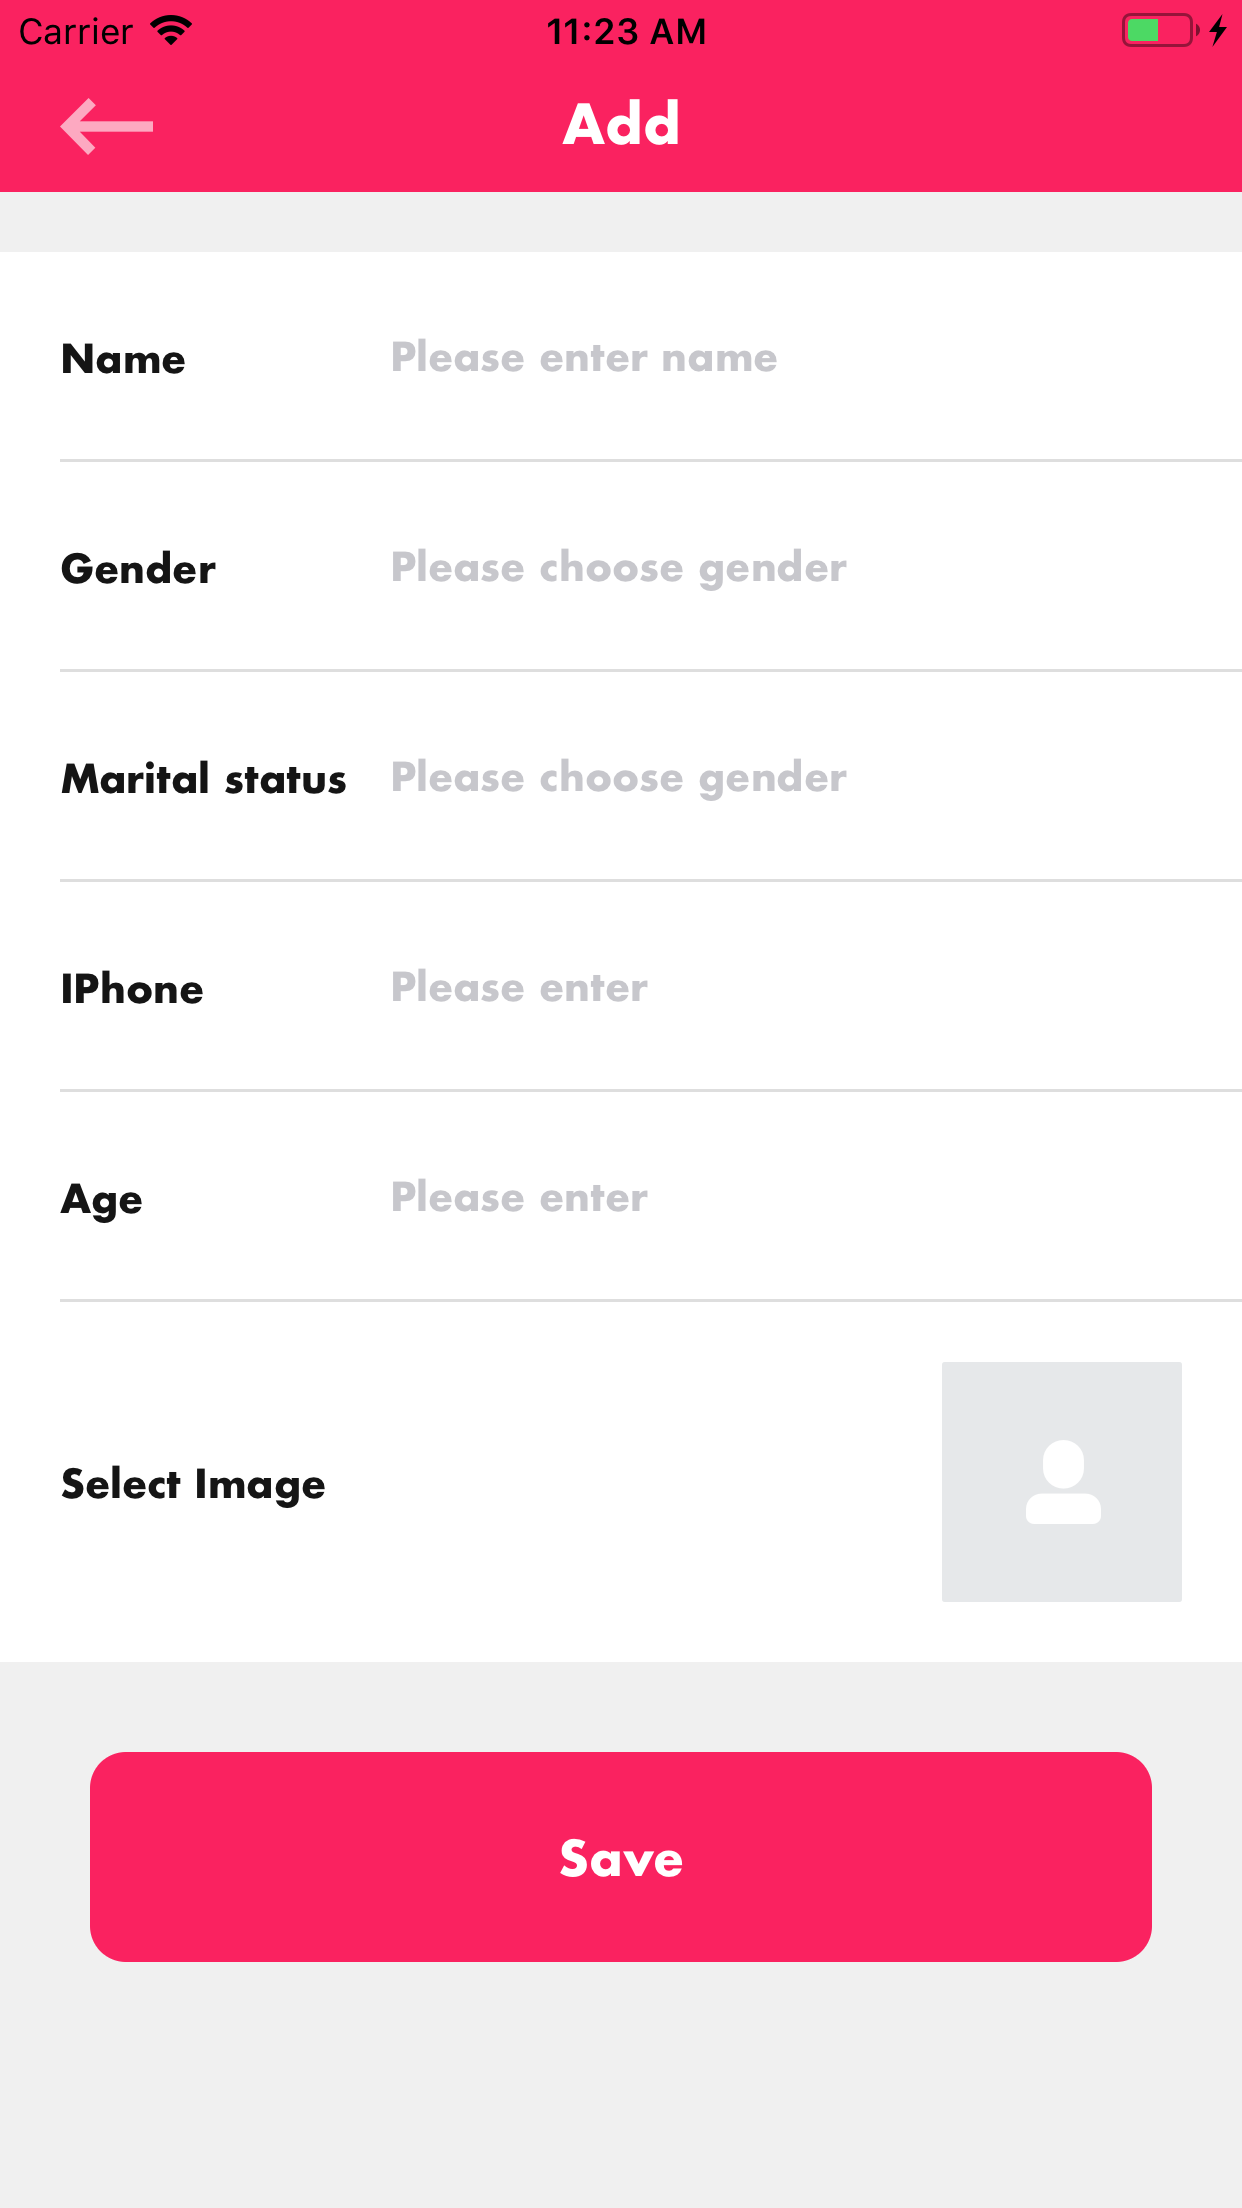 Carrier 11:23 AM
Add
Name Please enter name
Gender Please choose gender
Marital status Please choose gender
IPhone Please enter
Age Please enter
Select Image
Save